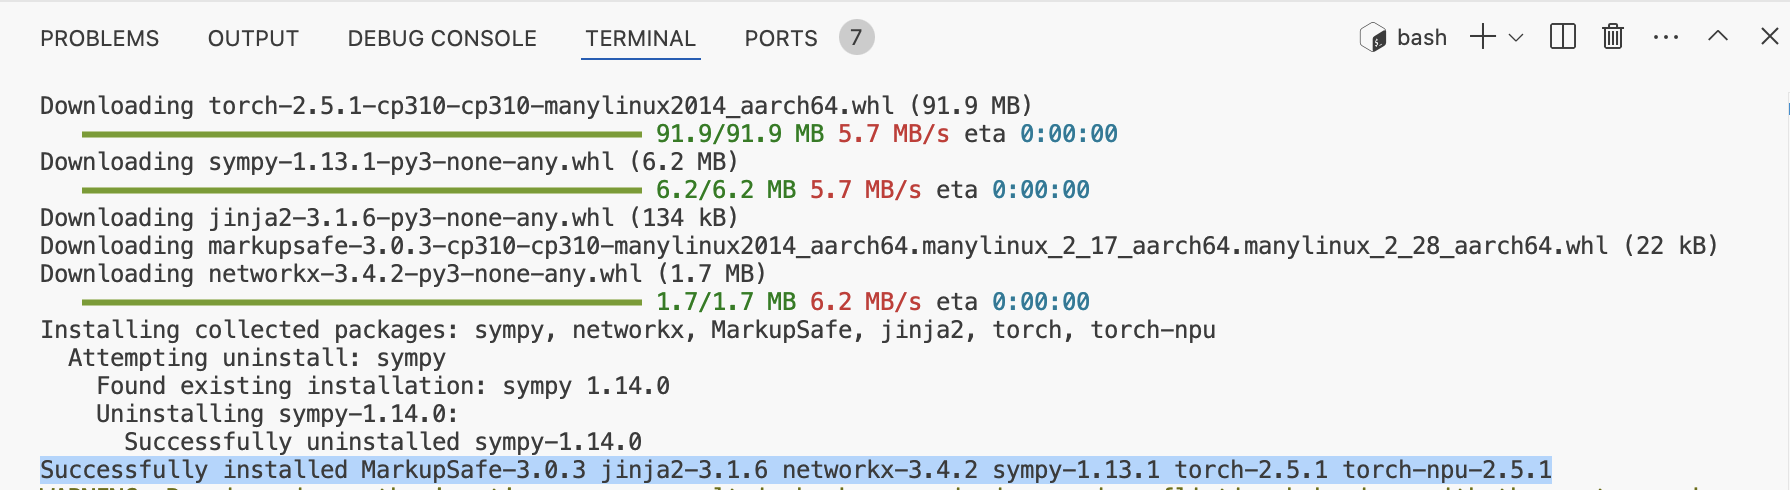 PROBLEMS OUTPUT DEBUG CONSOLE TERMINAL PORTS 7 bash
Downloading torch-2.5.1-cp310-cp310-manylinux2014_aarch64.whl (91.9 MB)
91.9/91.9 MB 5.7 MB/s eta 0:00:00
Downloading sympy-1.13.1-py3-none-any.whl (6.2 MB)
6.2/6.2 MB 5.7 MB/s eta 0:00:00
Downloading jinja2-3.1.6-py3-none-any.whl (134 kB)
Downloading markupsafe-3.0.3-cp310-cp310-manylinux2014_aarch64.manylinux_2_17_aarch64.manylinux_2_28_aarch64.whl (22 kB)
Downloading networkx-3.4.2-py3-none-any.whl (1.7 MB)
1.7/1.7 MB 6.2 MB/s eta 0:00:00
Installing collected packages: sympy, networkx, MarkupSafe, jinja2, torch, torch-npu
Attempting uninstall: sympy
Found existing installation: sympy 1.14.0
Uninstalling sympy-1.14.0:
Successfully uninstalled sympy-1.14.0
Successfully installed MarkupSafe-3.0.3 jinja2-3.1.6 networkx-3.4.2 sympy-1.13.1 torch-2.5.1 torch-npu-2.5.1